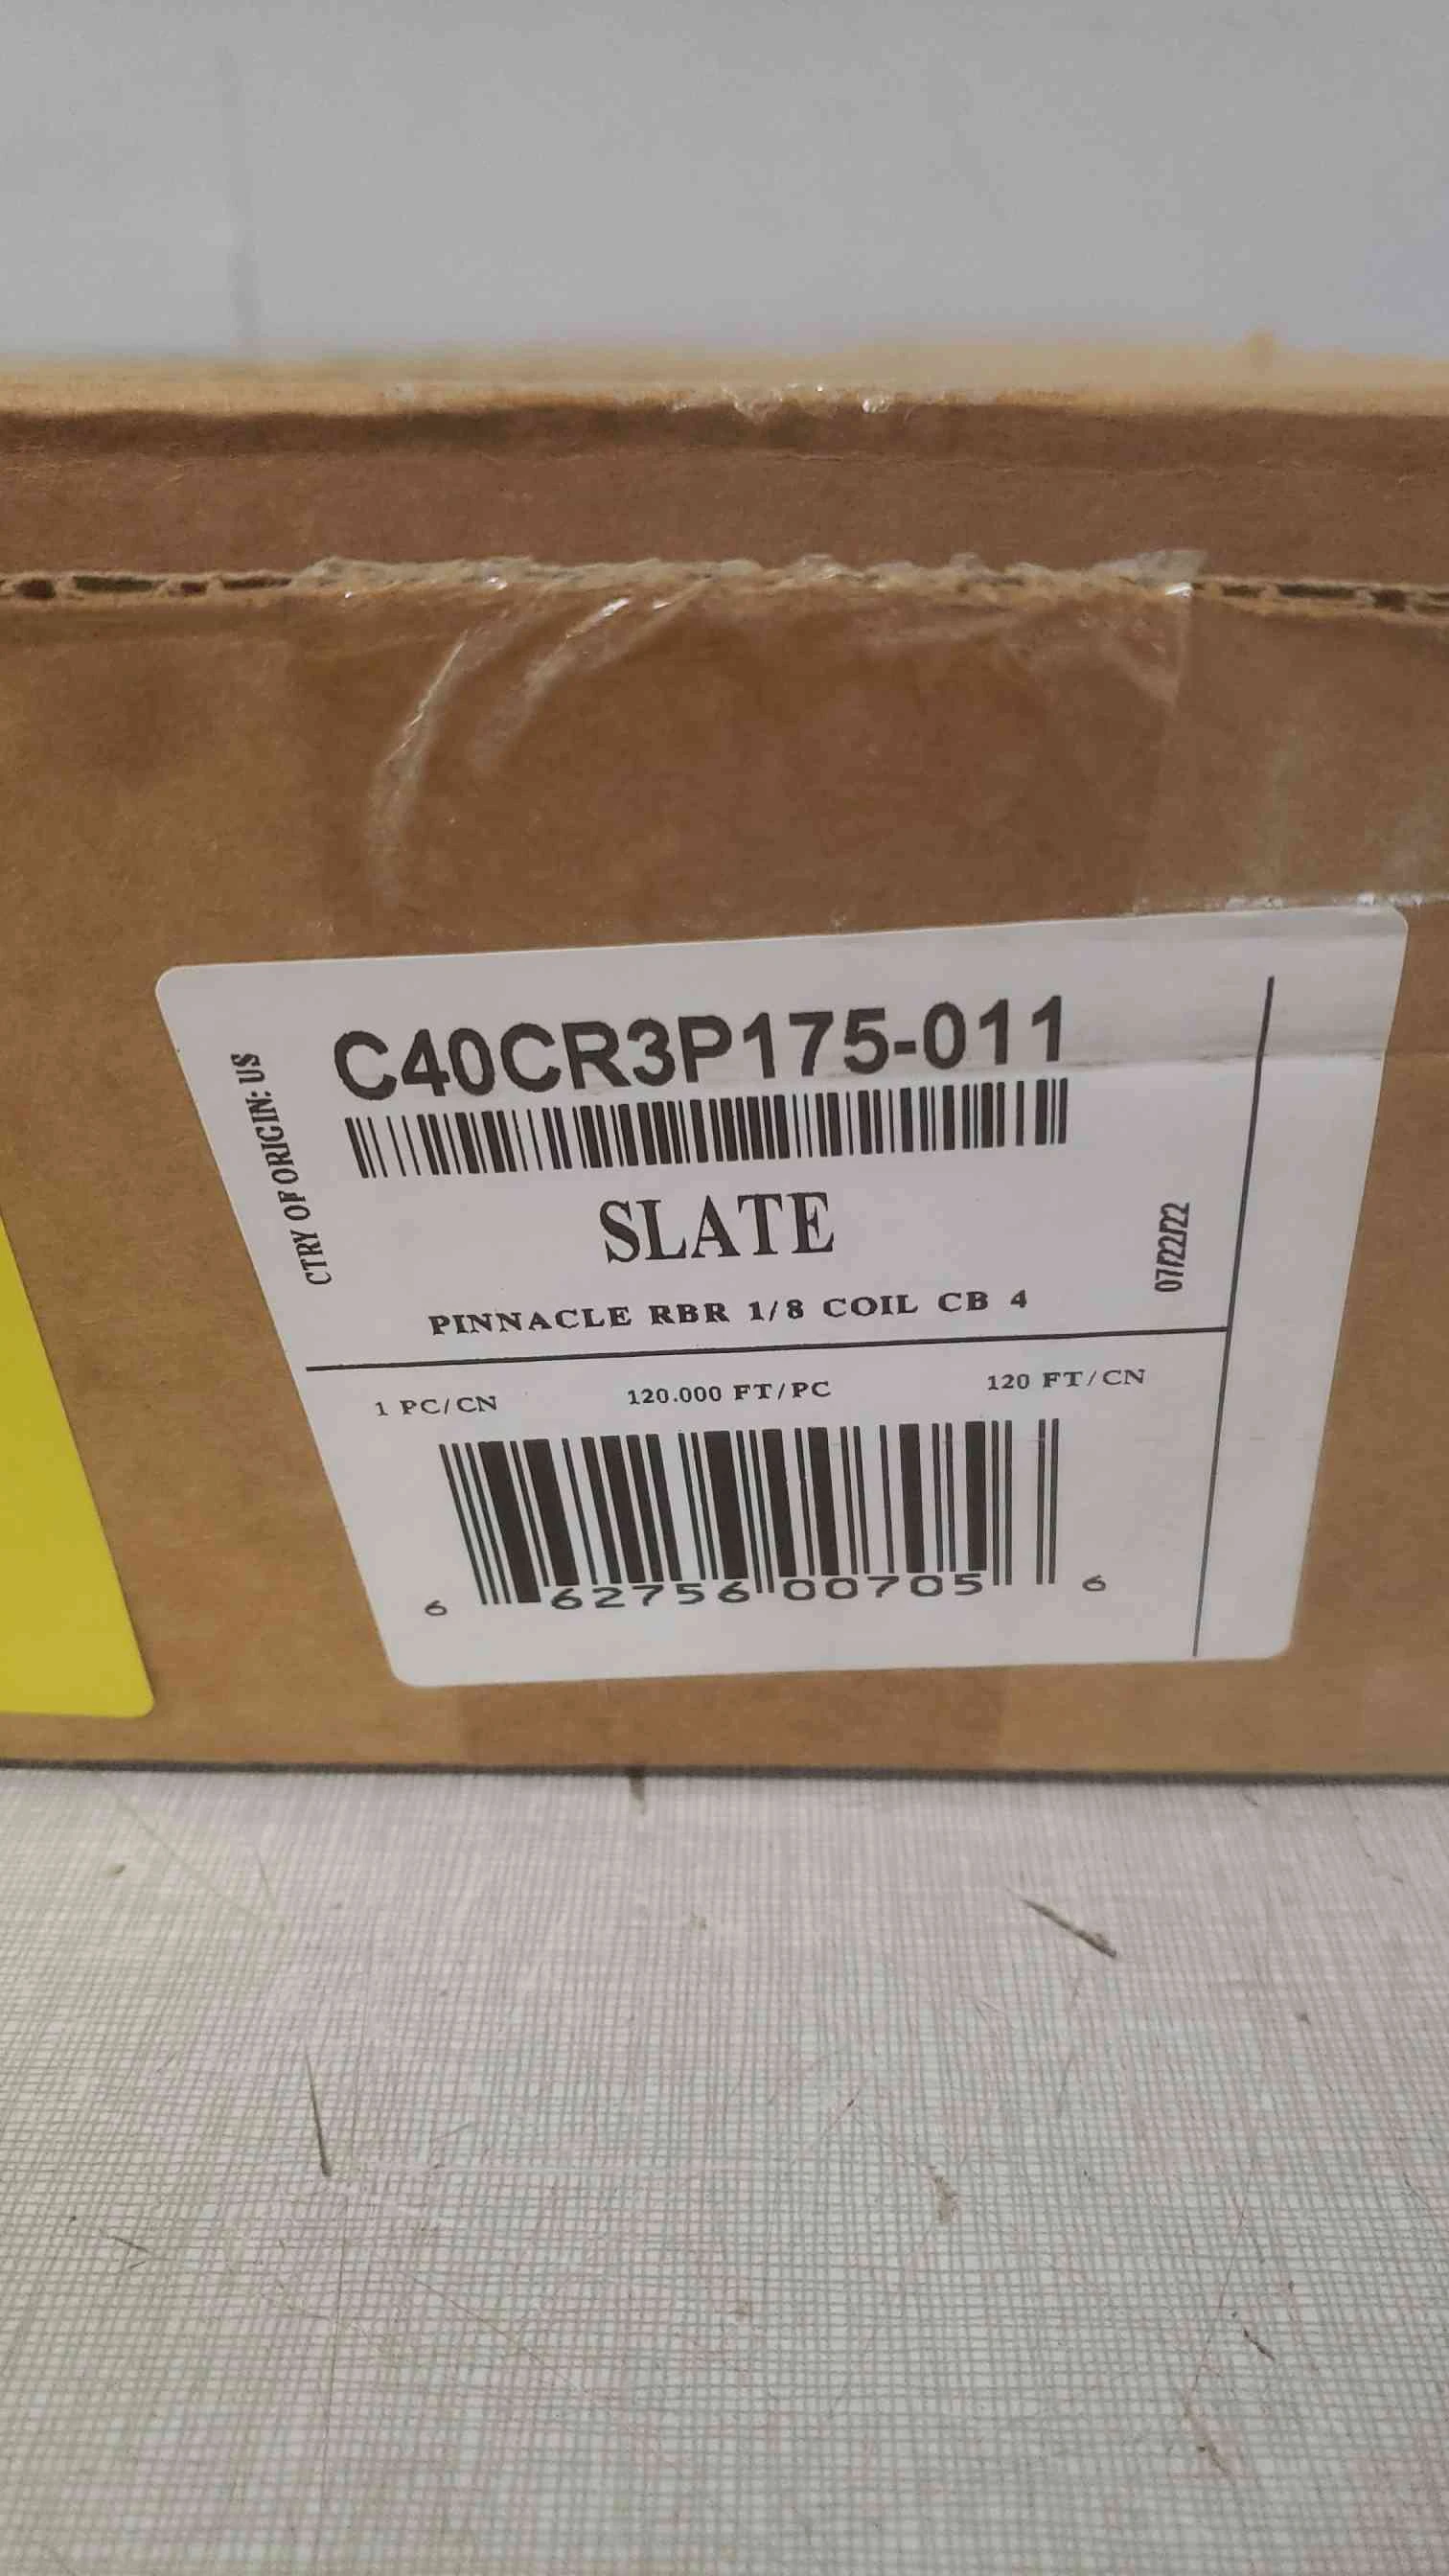 CTRY OF ORIGIN: US
C40CR3P175-011
SLATE
07/22/22
PINNACLE RBR 1/8 COIL CB 4
1 PC/CN 120.000 FT/PC 120 FT/CN
6 62756 00705 6